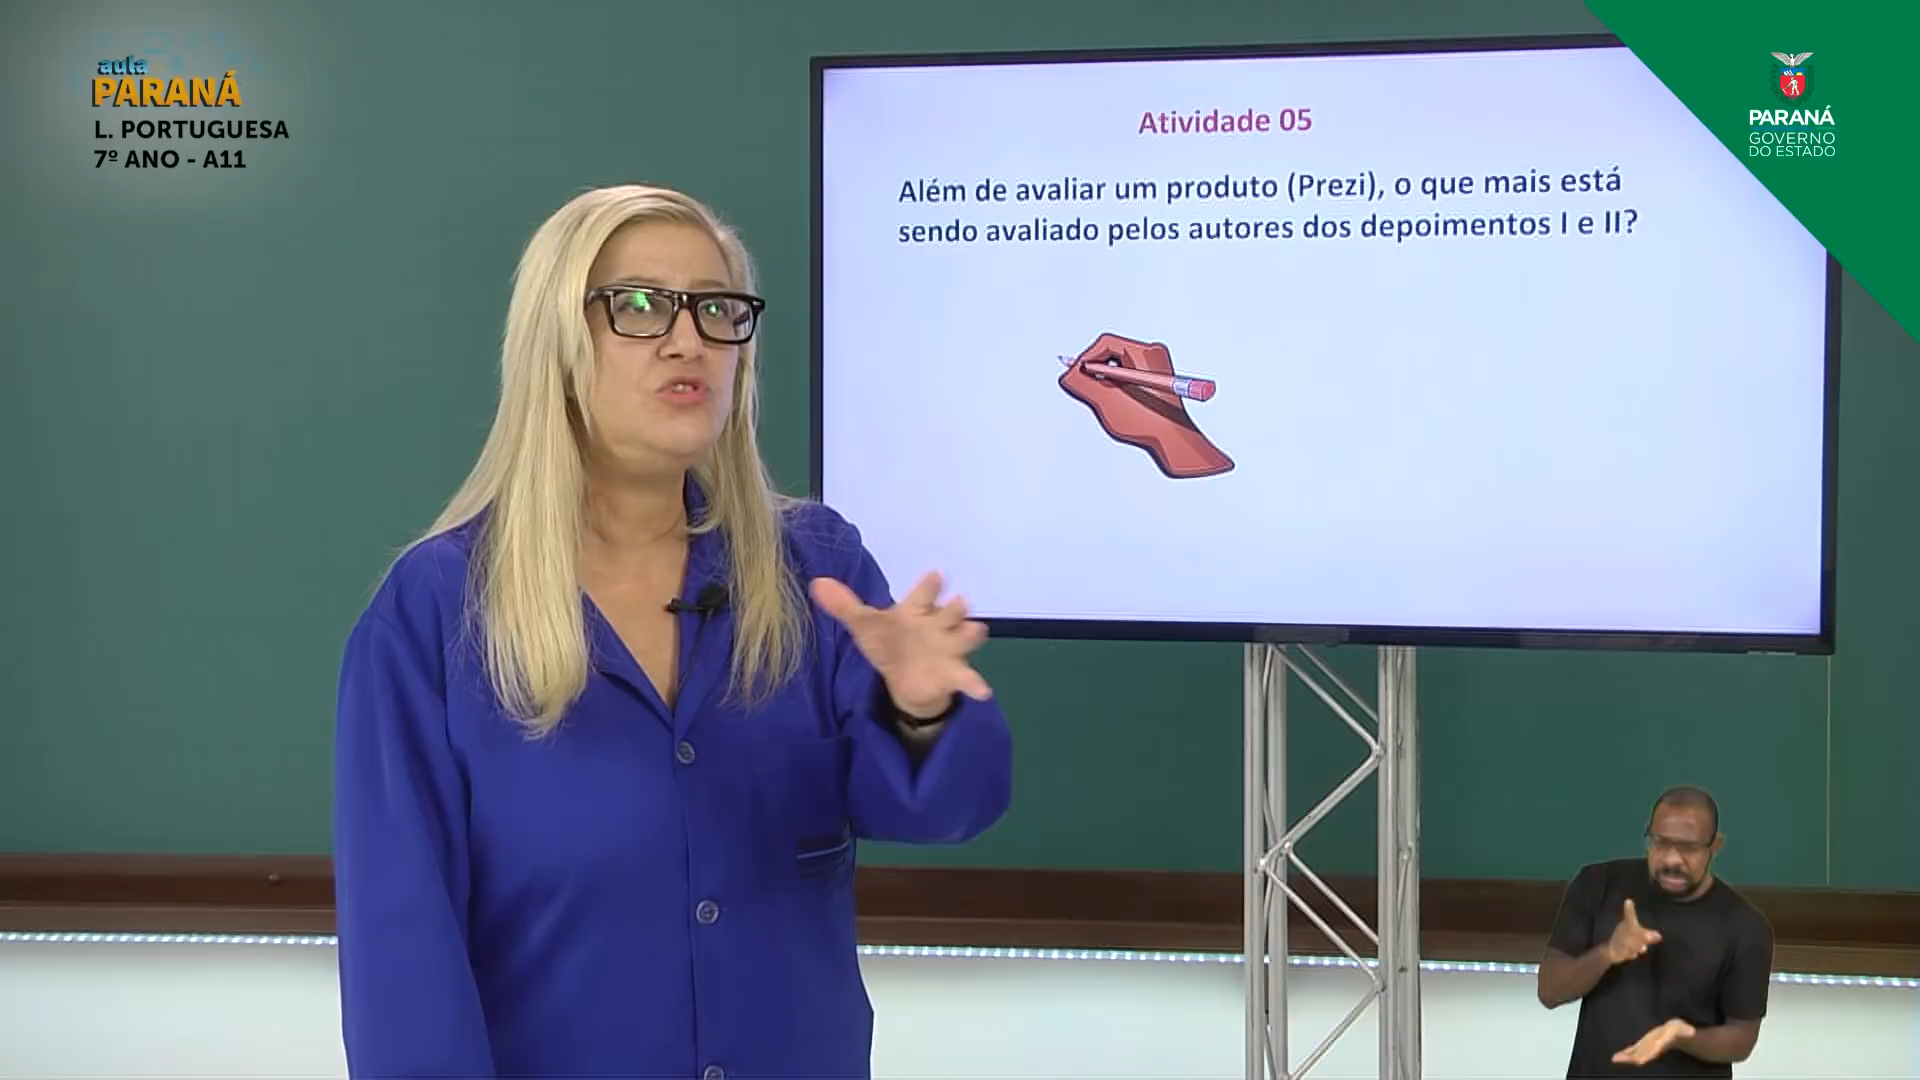 aula
PARANÁ
L. PORTUGUESA
7º ANO - A11
Atividade 05
Além de avaliar um produto (Prezi), o que mais está
sendo avaliado pelos autores dos depoimentos I e II?
PARANÁ
GOVERNO
DO ESTADO